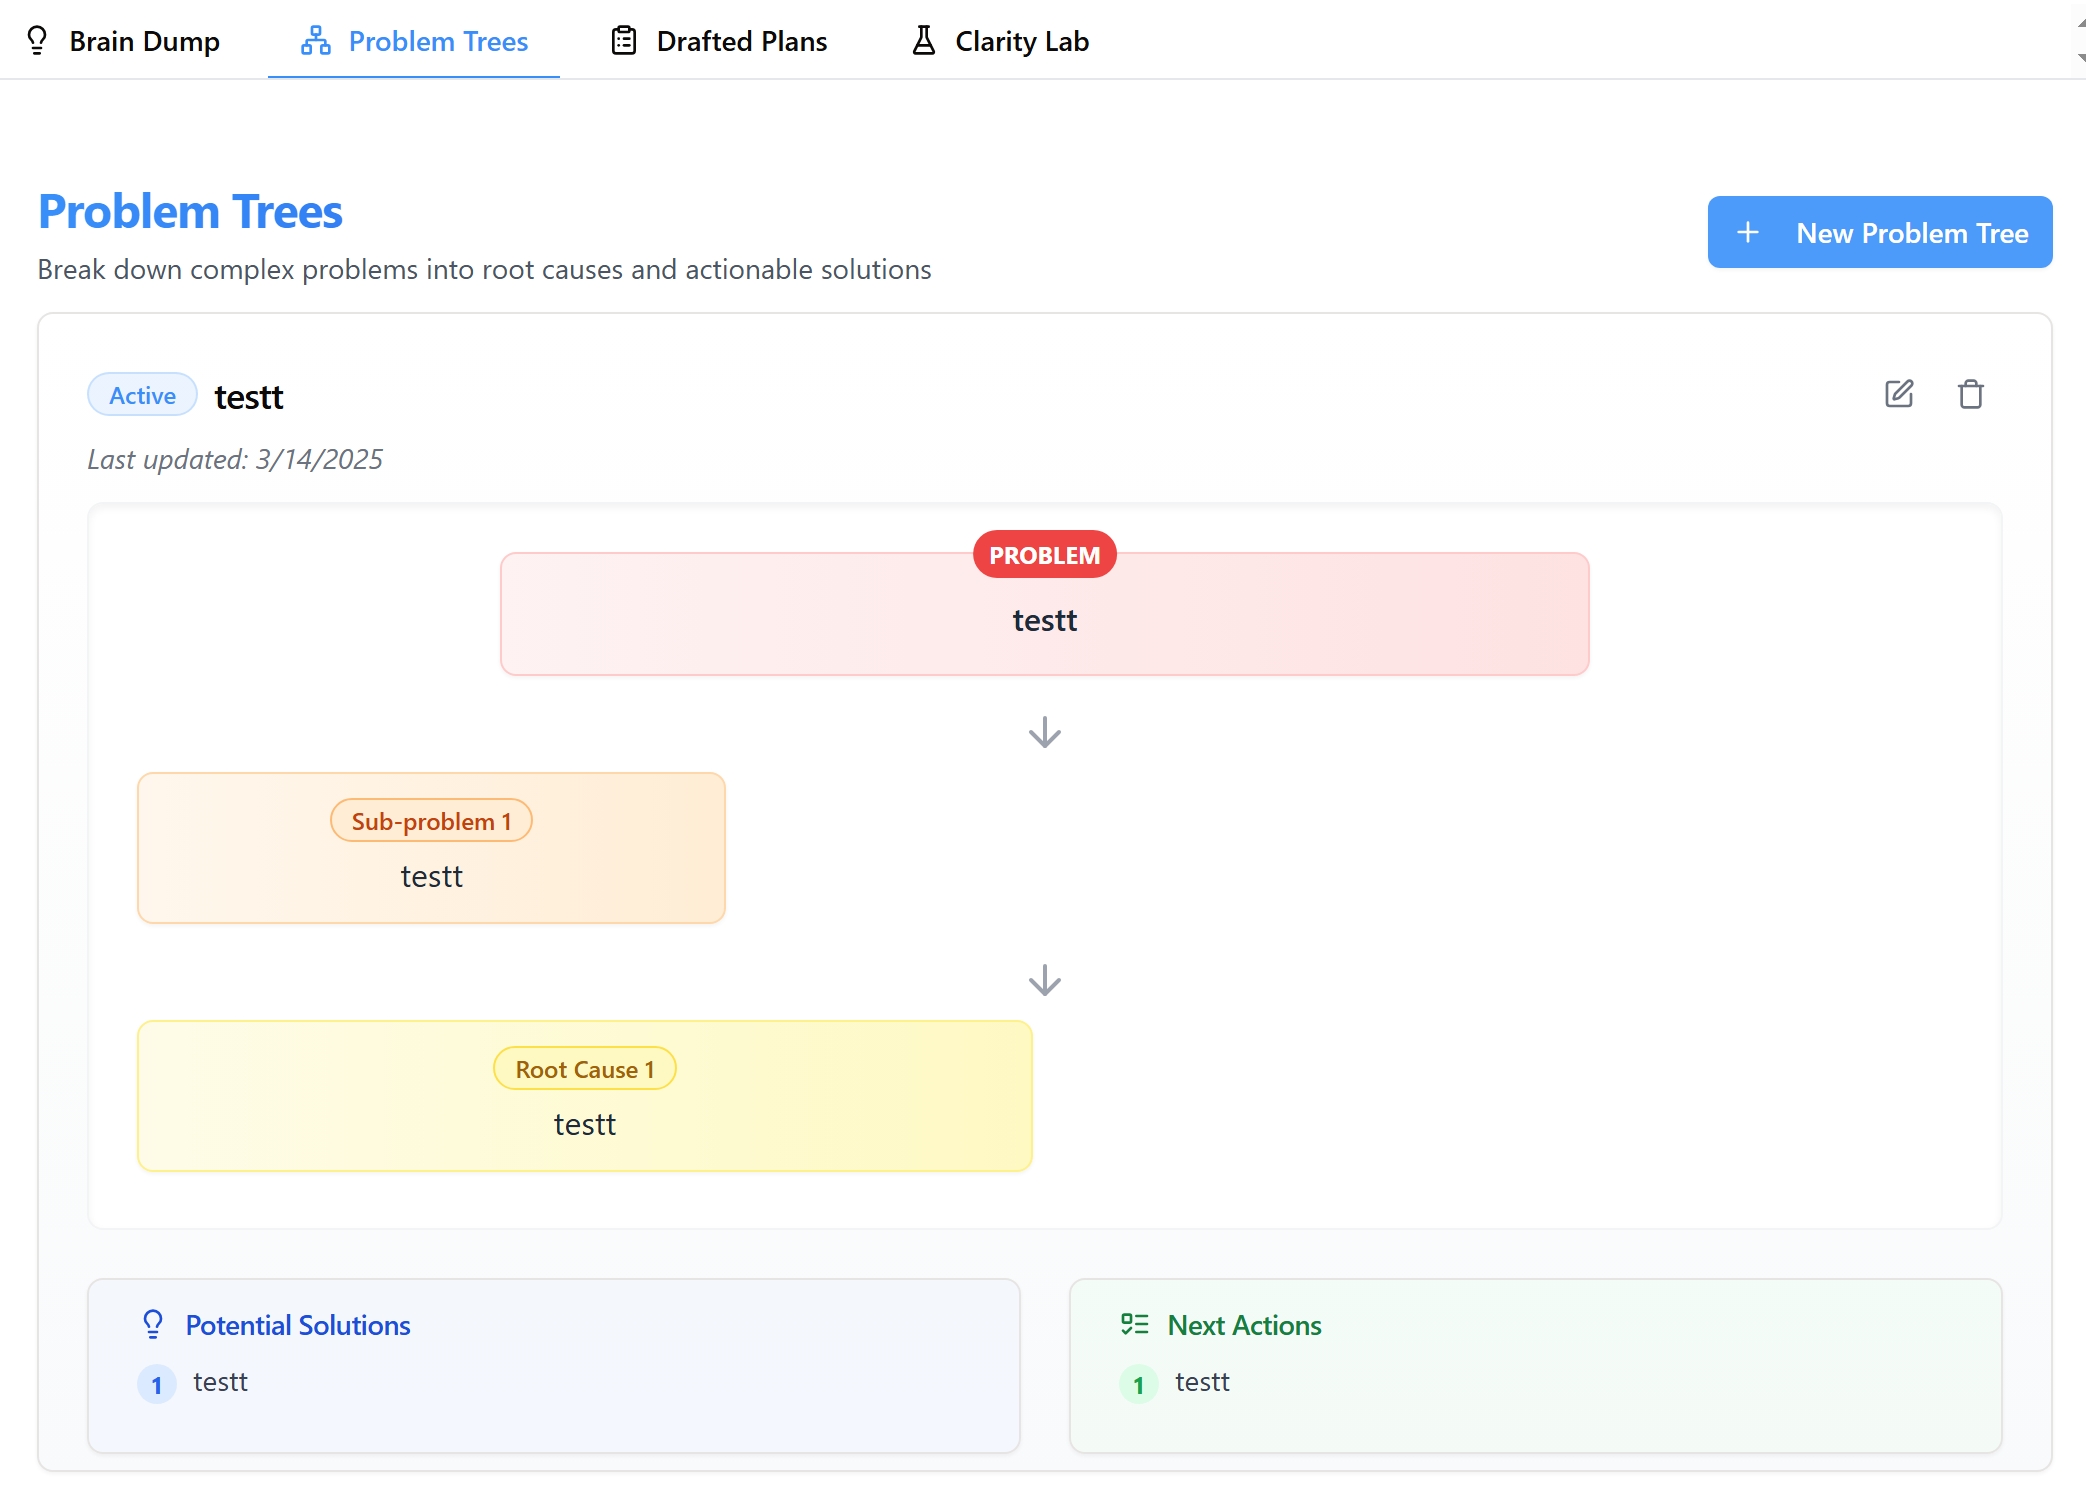 Brain Dump
Problem Trees
Drafted Plans
Clarity Lab
Problem Trees
Break down complex problems into root causes and actionable solutions
New Problem Tree
Active
testt
Last updated: 3/14/2025
PROBLEM
testt
Sub-problem 1
testt
Root Cause 1
testt
Potential Solutions
1 testt
Next Actions
1 testt